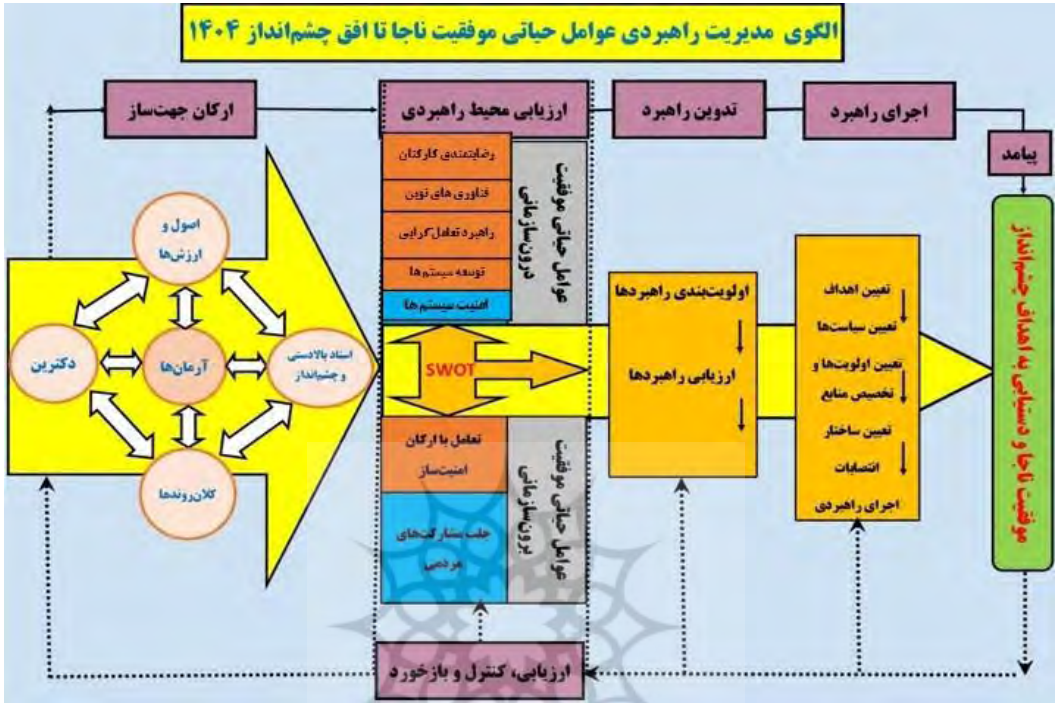 الگوی مدیریت راهبردی عوامل حیاتی موفقیت ناجا تا افق چشم‌انداز ۱۴۰۴
ارکان جهت‌ساز
ارزیابی محیط راهبردی
تدوین راهبرد
اجرای راهبرد
پیامد
اصول و
ارزش‌ها
دکترین
آرمان‌ها
اسناد بالادستی
و چشم‌انداز
کلان‌روندها
رضایتمندی کارکنان
فناوری های نوین
راهبرد تعامل‌گرایی
توسعه سیستم‌ها
امنیت سیستم‌ها
عوامل حیاتی موفقیت
درون‌سازمانی
SWOT
تعامل با ارکان
امنیت‌ساز
جلب مشارکت‌های
مردمی
عوامل حیاتی موفقیت
برون‌سازمانی
اولویت‌بندی راهبردها
ارزیابی راهبردها
تعیین اهداف
تعیین سیاست‌ها
تعیین اولویت‌ها و
تخصیص منابع
تعیین ساختار
انتصابات
اجرای راهبردی
موفقیت ناجا و دستیابی به اهداف چشم‌انداز
ارزیابی، کنترل و بازخورد